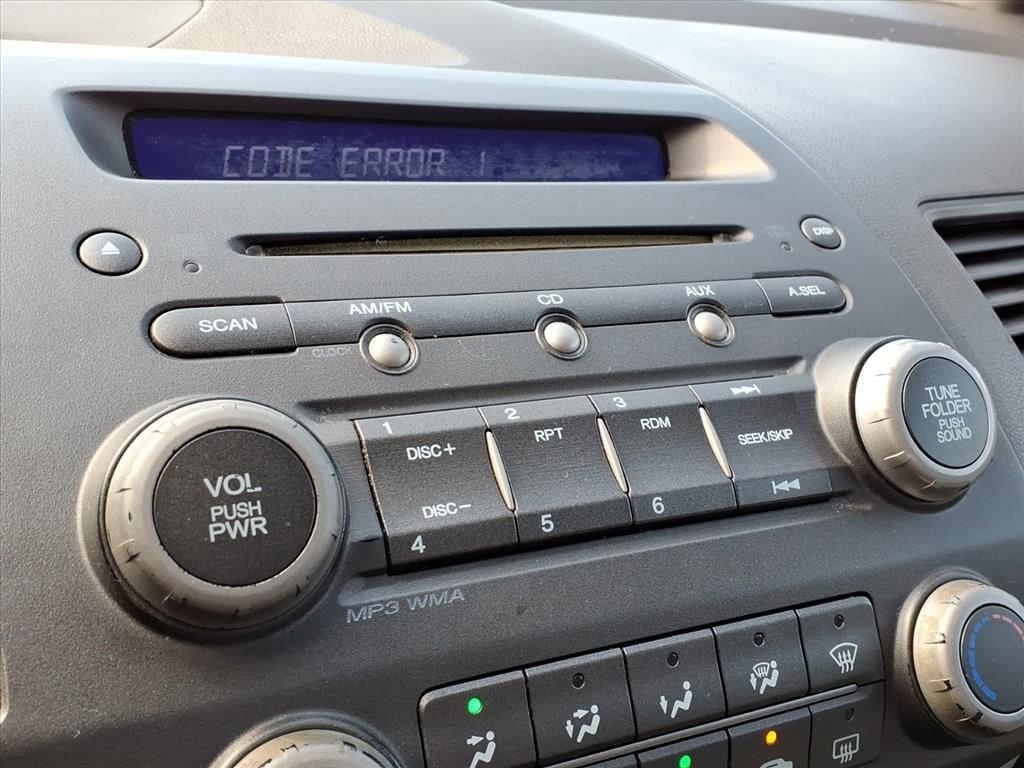 CODE ERROR 1
DISP
SCAN
AM/FM
CD
AUX
A.SEL
CLOCK
1
2
3
DISC+
RPT
RDM
SEEK/SKIP
DISC−
4
5
6
VOL
PUSH
PWR
TUNE
FOLDER
PUSH
SOUND
MP3 WMA